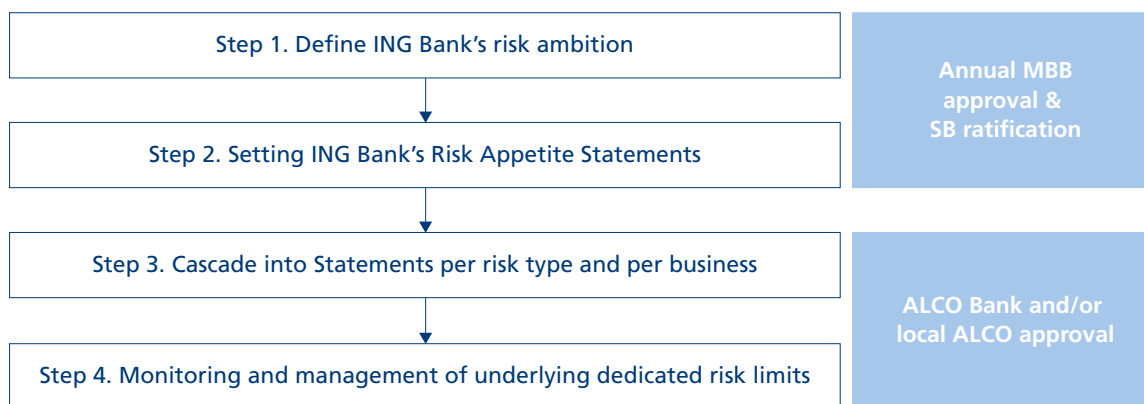 Step 1. Define ING Bank's risk ambition
Annual MBB
approval &
SB ratification
Step 2. Setting ING Bank's Risk Appetite Statements
Step 3. Cascade into Statements per risk type and per business
ALCO Bank and/or
local ALCO approval
Step 4. Monitoring and management of underlying dedicated risk limits